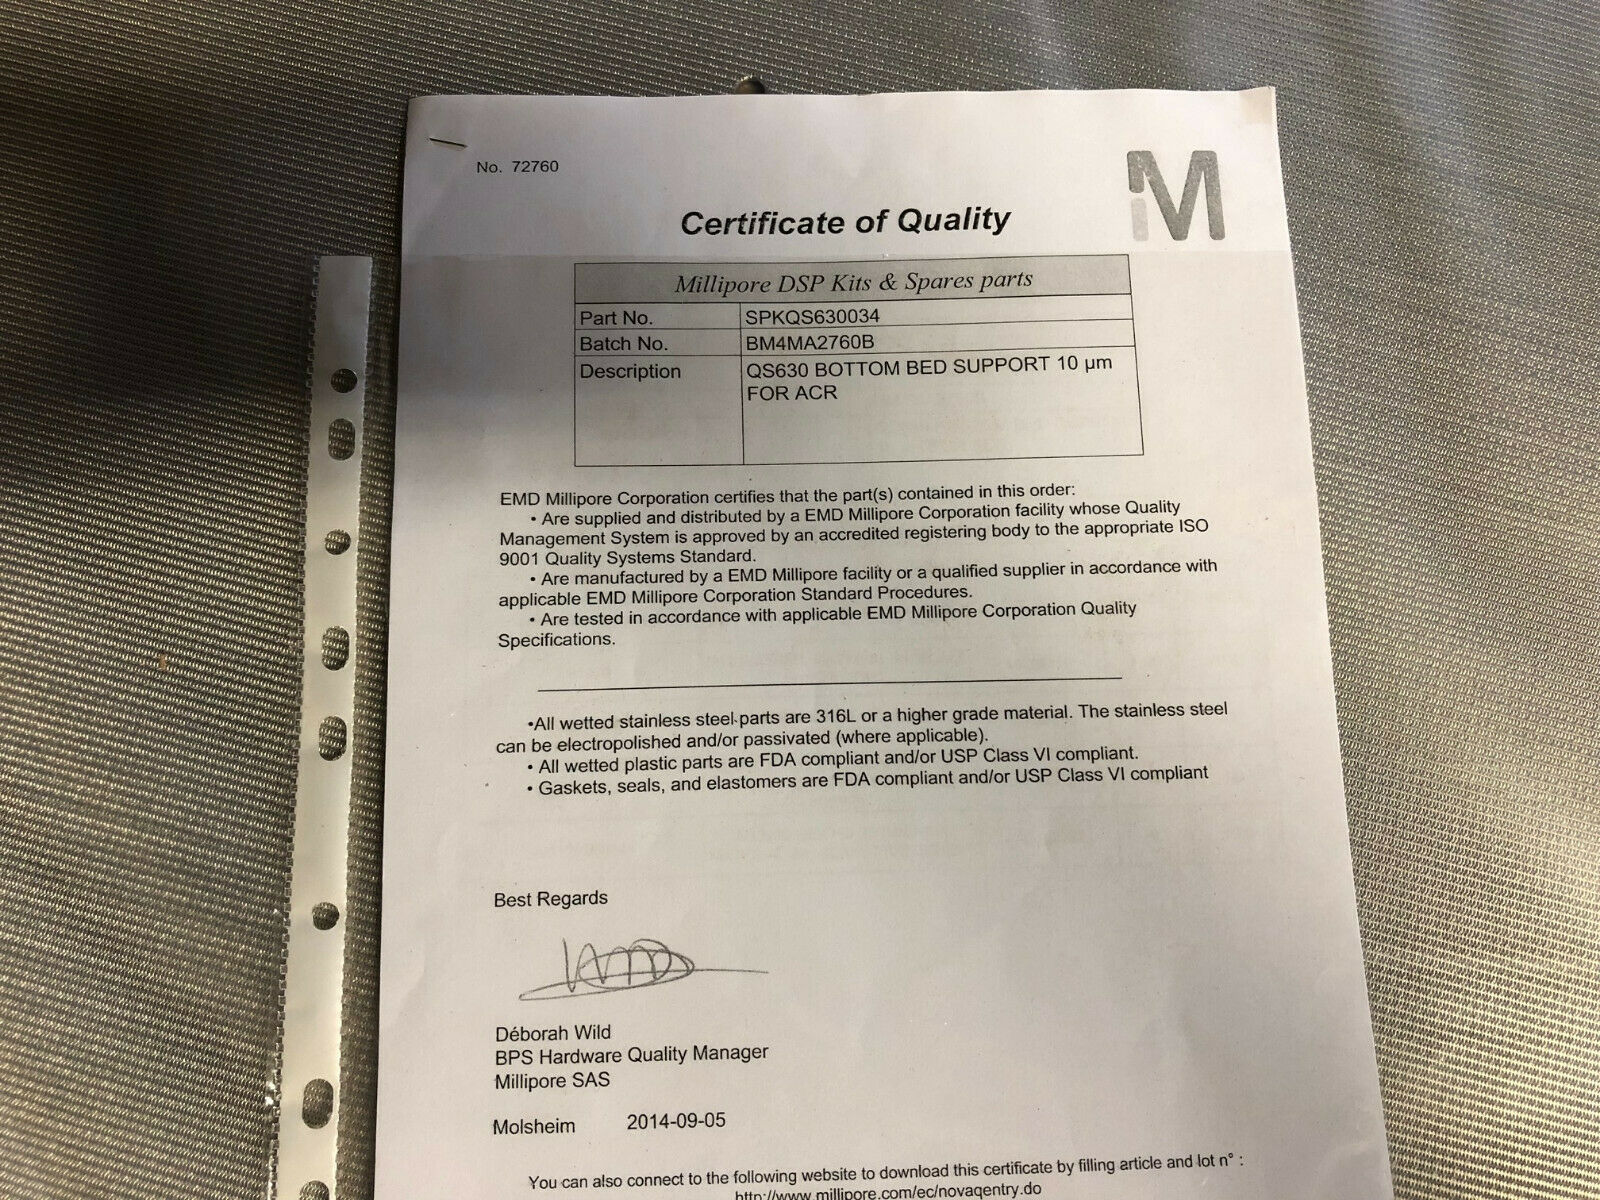 No. 72760
M
Certificate of Quality
Millipore DSP Kits & Spares parts
Part No. SPKQS630034
Batch No. BM4MA2760B
Description QS630 BOTTOM BED SUPPORT 10 µm
FOR ACR
EMD Millipore Corporation certifies that the part(s) contained in this order:
• Are supplied and distributed by a EMD Millipore Corporation facility whose Quality
Management System is approved by an accredited registering body to the appropriate ISO
9001 Quality Systems Standard.
• Are manufactured by a EMD Millipore facility or a qualified supplier in accordance with
applicable EMD Millipore Corporation Standard Procedures.
• Are tested in accordance with applicable EMD Millipore Corporation Quality
Specifications.
•All wetted stainless steel parts are 316L or a higher grade material. The stainless steel
can be electropolished and/or passivated (where applicable).
• All wetted plastic parts are FDA compliant and/or USP Class VI compliant.
• Gaskets, seals, and elastomers are FDA compliant and/or USP Class VI compliant
Best Regards
Déborah Wild
BPS Hardware Quality Manager
Millipore SAS
Molsheim 2014-09-05
You can also connect to the following website to download this certificate by filling article and lot n° :
http://www.millipore.com/ec/novaqentry.do